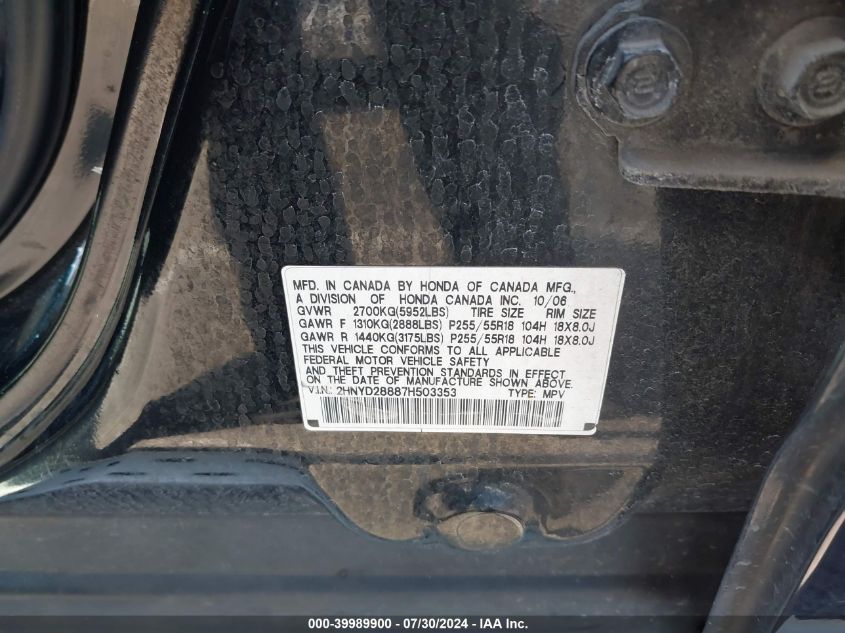 MFD. IN CANADA BY HONDA OF CANADA MFG.,
A DIVISION OF HONDA CANADA INC. 10/06
GVWR 2700KG(5952LBS) TIRE SIZE RIM SIZE
GAWR F 1310KG(2888LBS) P255/55R18 104H 18X8.0J
GAWR R 1440KG(3175LBS) P255/55R18 104H 18X8.0J
THIS VEHICLE CONFORMS TO ALL APPLICABLE
FEDERAL MOTOR VEHICLE SAFETY
AND THEFT PREVENTION STANDARDS IN EFFECT
ON THE DATE OF MANUFACTURE SHOWN ABOVE.
V.I.N.: 2HNYD28887H503353 TYPE: MPV
000-39989900 / 07/30/2024 - IAA Inc.